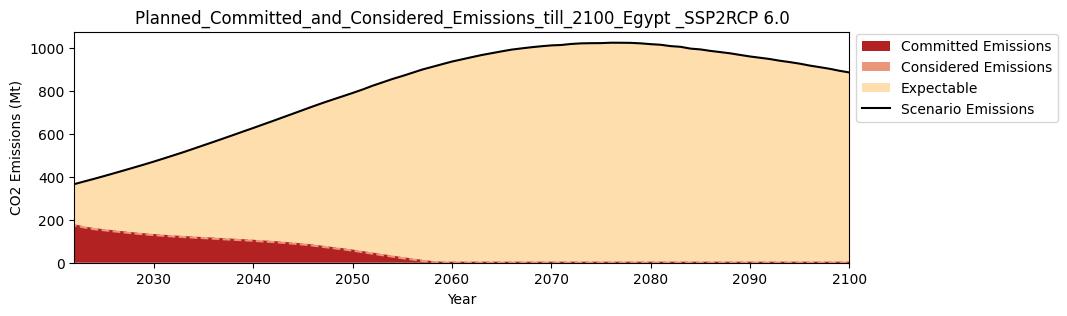 Planned_Committed_and_Considered_Emissions_till_2100_Egypt _SSP2RCP 6.0
CO2 Emissions (Mt)
1000
800
600
400
200
0
2030 2040 2050 2060 2070 2080 2090 2100
Year
Committed Emissions
Considered Emissions
Expectable
Scenario Emissions